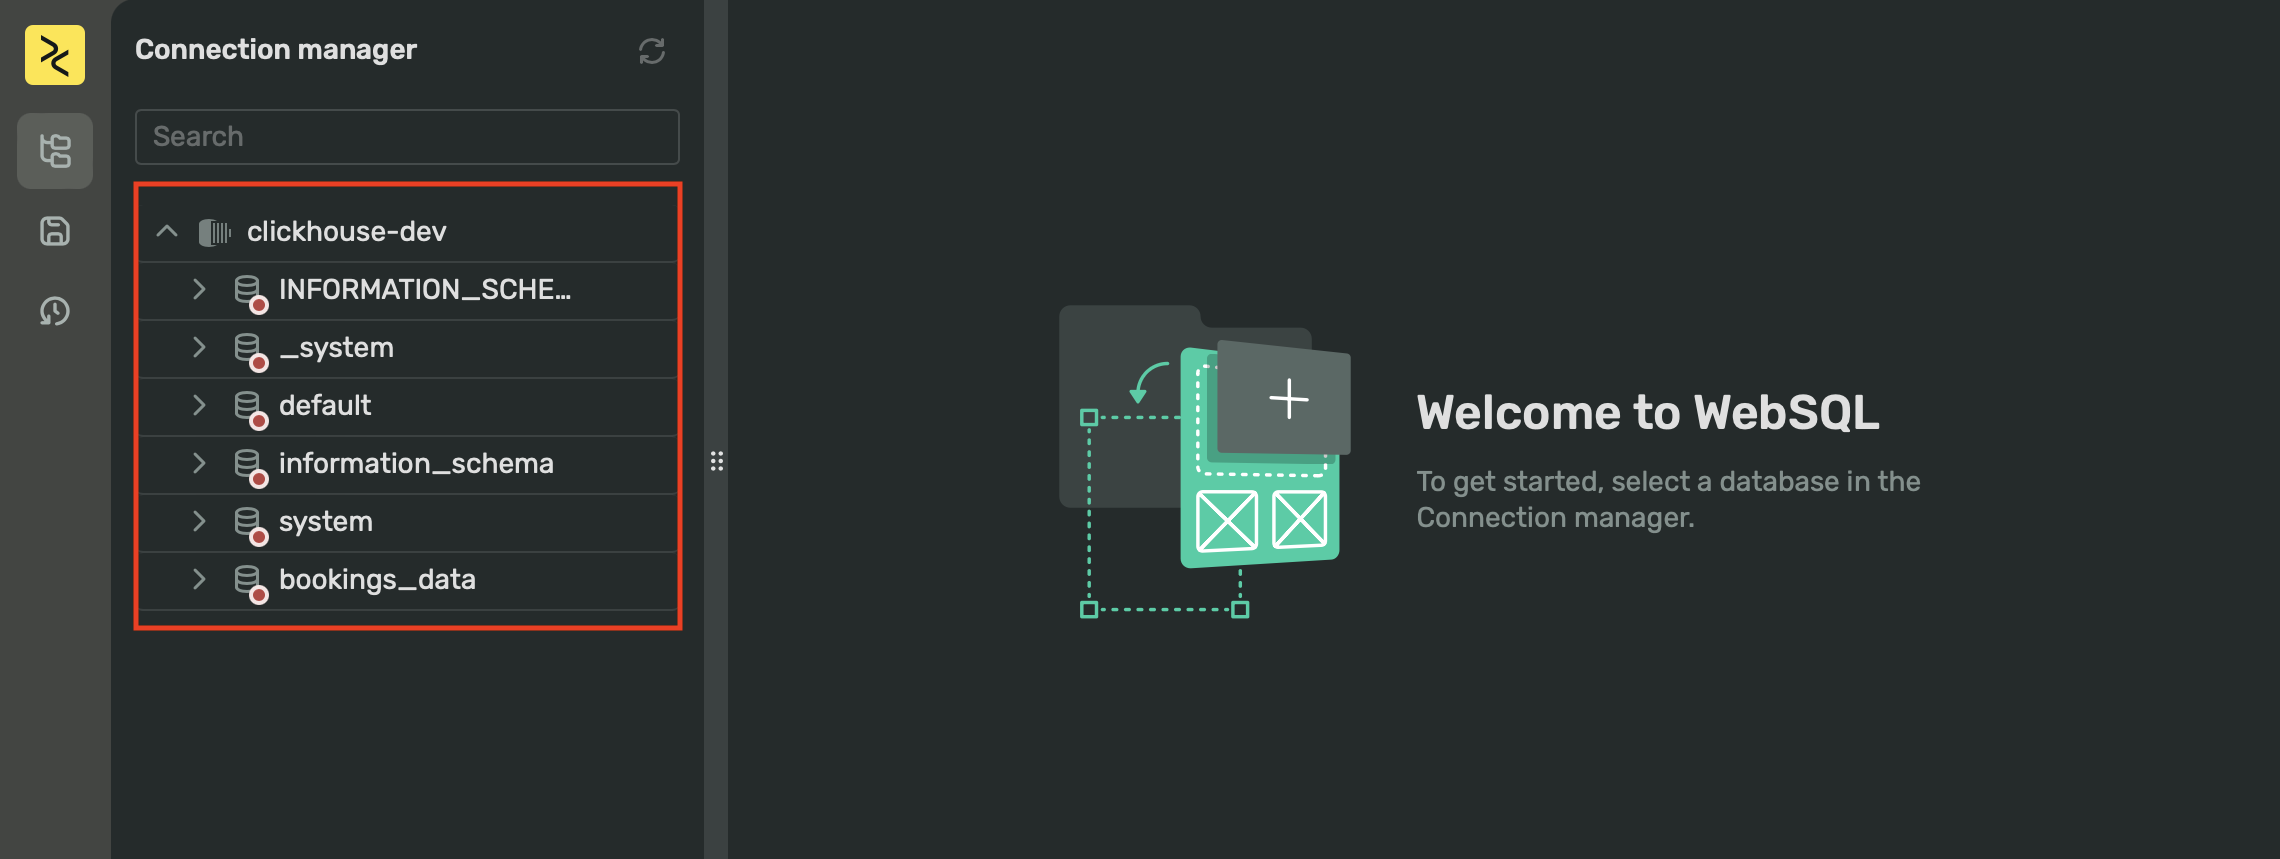 Connection manager
Search
clickhouse-dev
INFORMATION_SCHE...
_system
default
information_schema
system
bookings_data
Welcome to WebSQL
To get started, select a database in the
Connection manager.